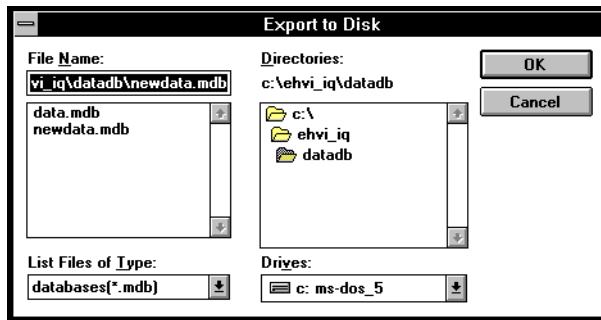 Export to Disk
File Name:
vi_iq\datadb\newdata.mdb
data.mdb
newdata.mdb
List Files of Type:
databases(*.mdb)
Directories:
c:\ehvi_iq\datadb
c:\
ehvi_iq
datadb
Drives:
c: ms-dos_5
OK
Cancel